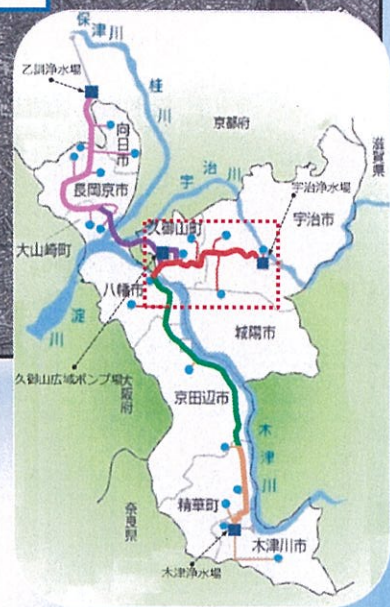 保津川
乙訓浄水場
桂川
京都府
向日市
宇治川
滋賀県
長岡京市
宇治浄水場
久御山町
宇治市
大山崎町
八幡市
淀川
城陽市
久御山広域ポンプ場
大阪府
京田辺市
木津川
精華町
奈良県
木津川市
木津浄水場